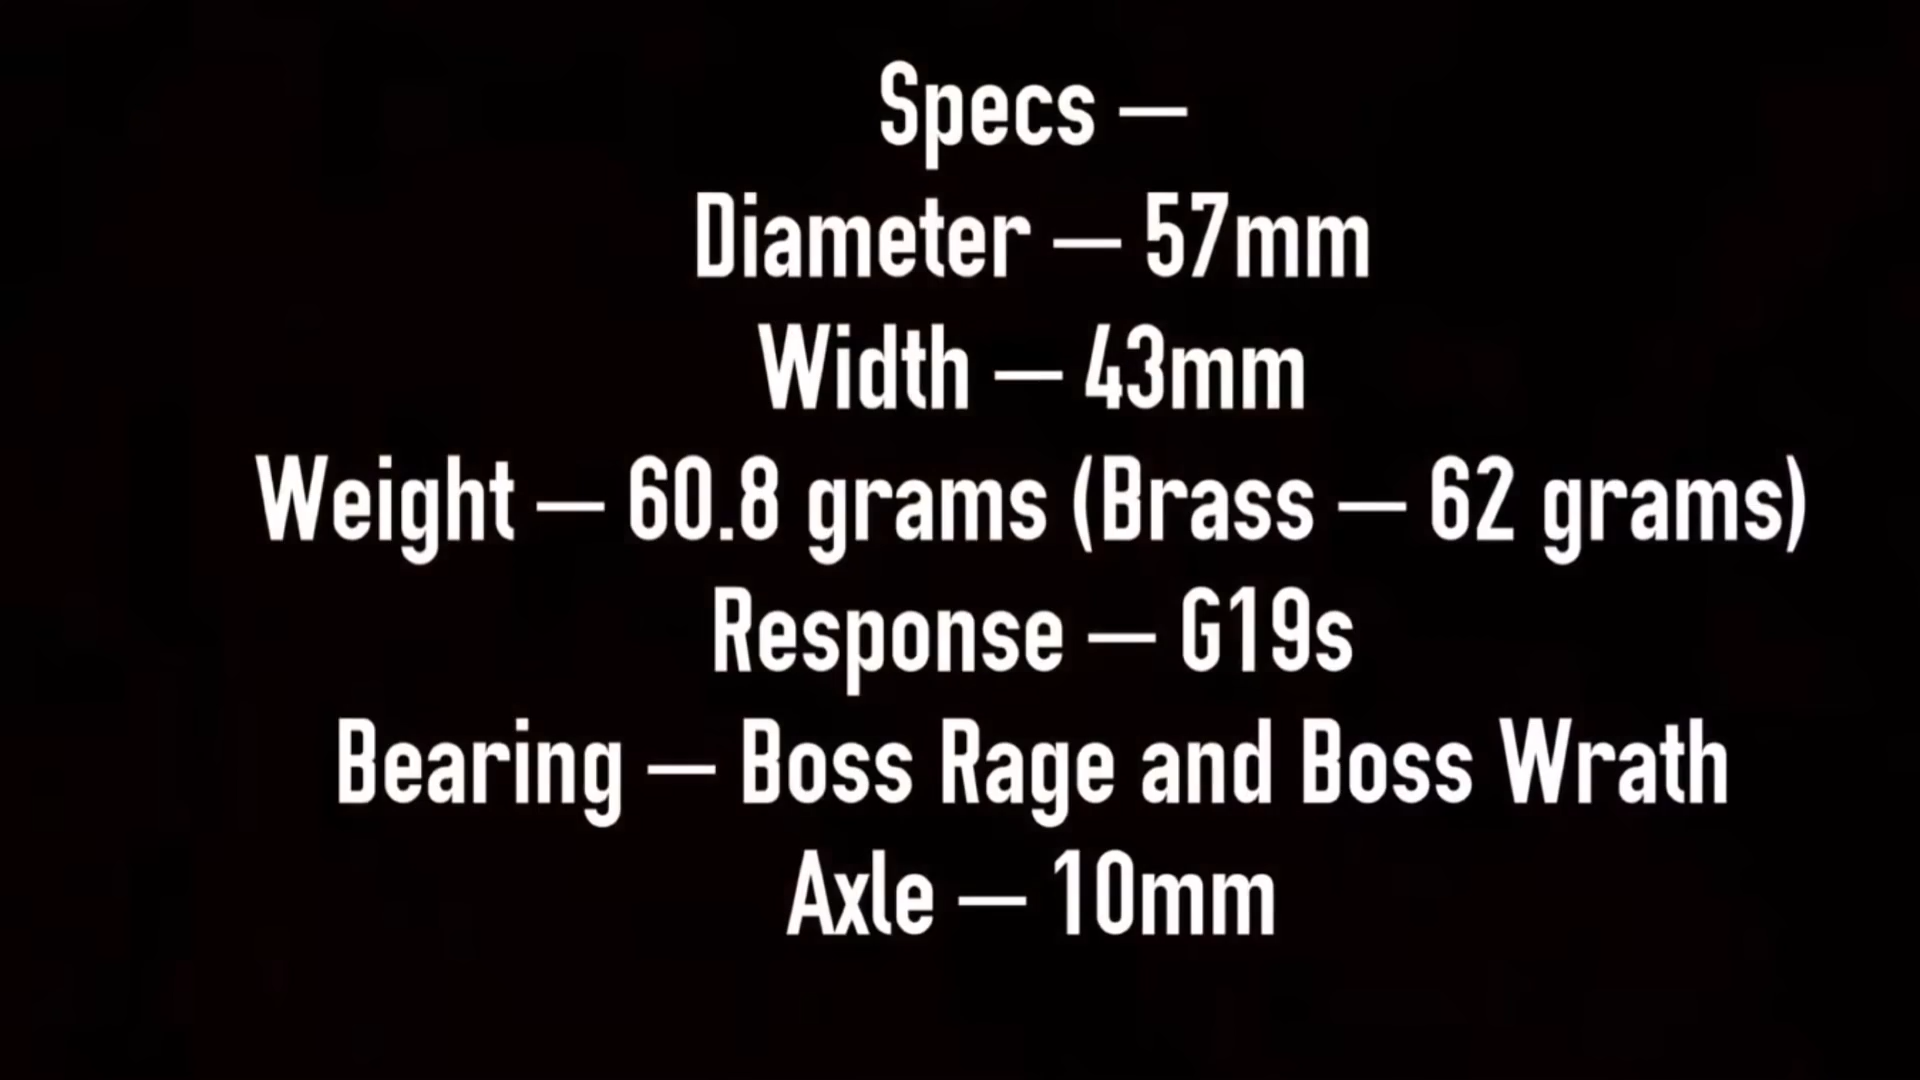 Specs —
Diameter — 57mm
Width — 43mm
Weight — 60.8 grams (Brass — 62 grams)
Response — G19s
Bearing — Boss Rage and Boss Wrath
Axle — 10mm